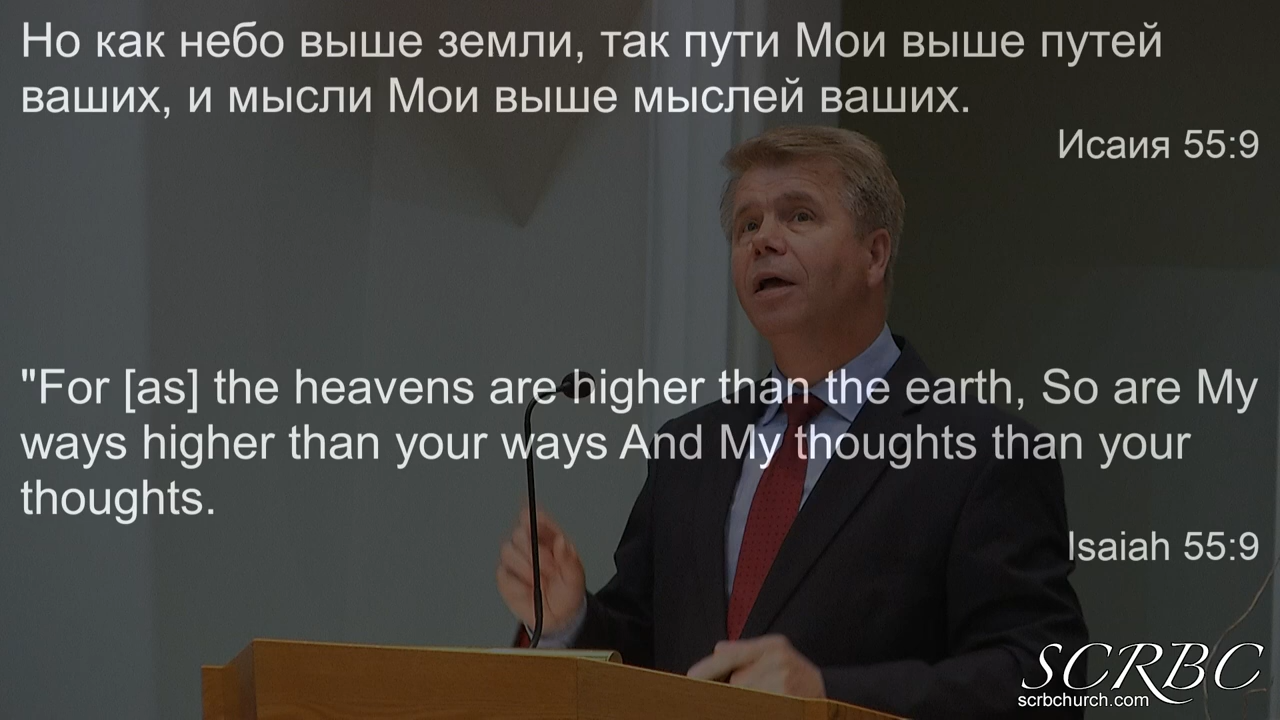 Но как небо выше земли, так пути Мои выше путей
ваших, и мысли Мои выше мыслей ваших.
Исаия 55:9
"For [as] the heavens are higher than the earth, So are My
ways higher than your ways And My thoughts than your
thoughts.
Isaiah 55:9
SCRBC
scrbchurch.com